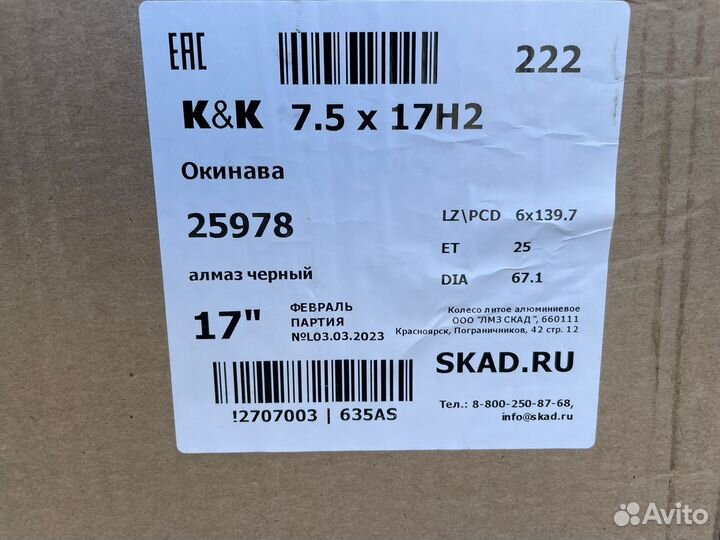 EAC
222
K&K 7.5 x 17H2
Окинава
25978
алмаз черный
LZ\PCD 6x139.7
ET 25
DIA 67.1
17"
ФЕВРАЛЬ
ПАРТИЯ
№L03.03.2023
Колесо литое алюминиевое
ООО "ЛМЗ СКАД", 660111
Красноярск, Пограничников, 42 стр. 12
SKAD.RU
!2707003 | 635AS
Тел.: 8-800-250-87-68,
info@skad.ru
Avito